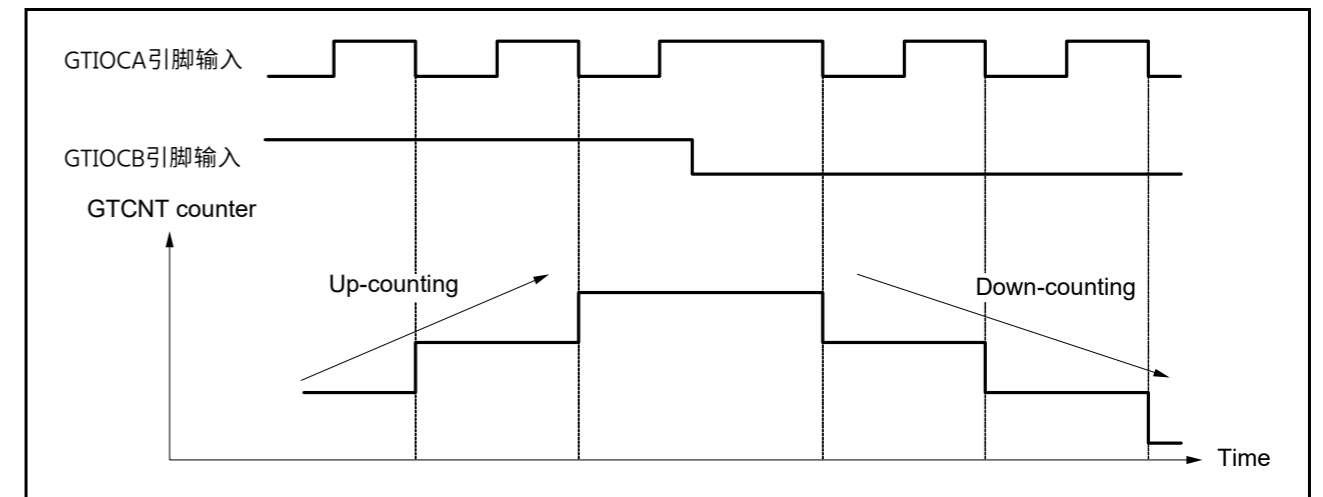 GTIOCA引脚输入
GTIOCB引脚输入
GTCNT counter
Up-counting
Down-counting
Time